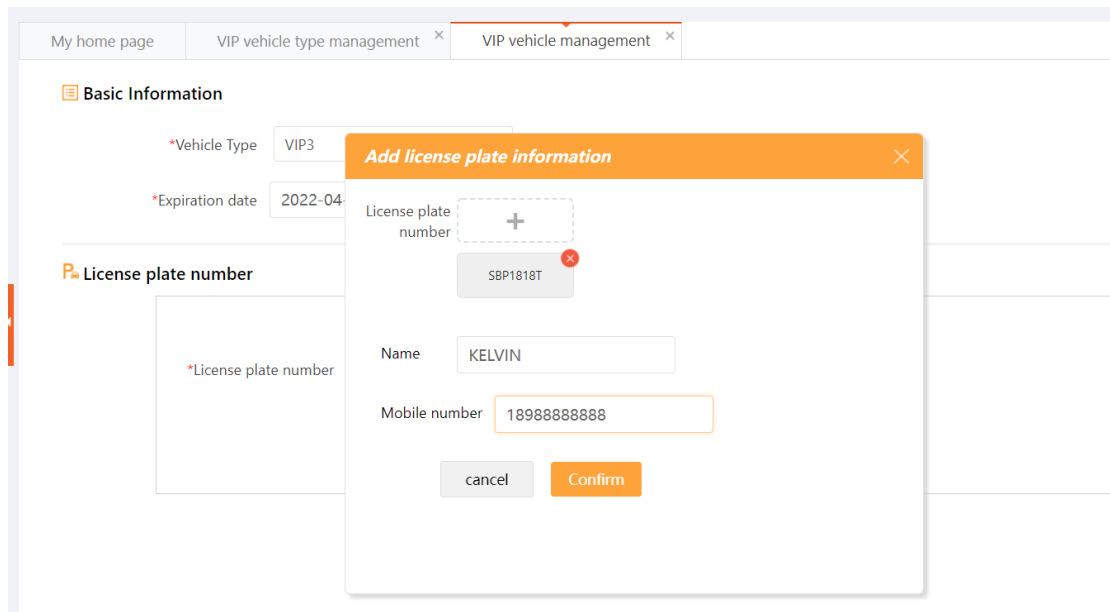 My home page
VIP vehicle type management
VIP vehicle management
Basic Information
*Vehicle Type
VIP3
*Expiration date
2022-04-
License plate number
*License plate number
Add license plate information
License plate
number
SBP1818T
Name
KELVIN
Mobile number
18988888888
cancel
Confirm